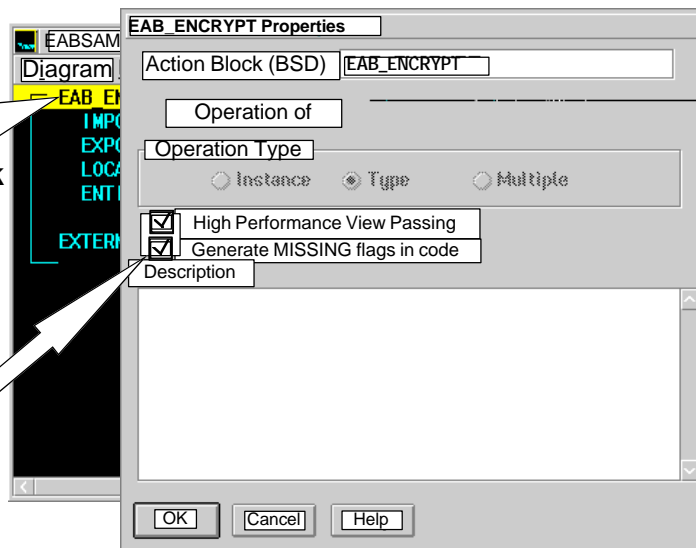 EAB_ENCRYPT Properties
EABSAM
Diagram
Action Block (BSD) EAB_ENCRYPT
EAB_EN
IMPO
EXPO
LOCA
ENTI
EXTERN
k
Operation of
Operation Type
Instance Type Multiple
High Performance View Passing
Generate MISSING flags in code
Description
OK Cancel Help